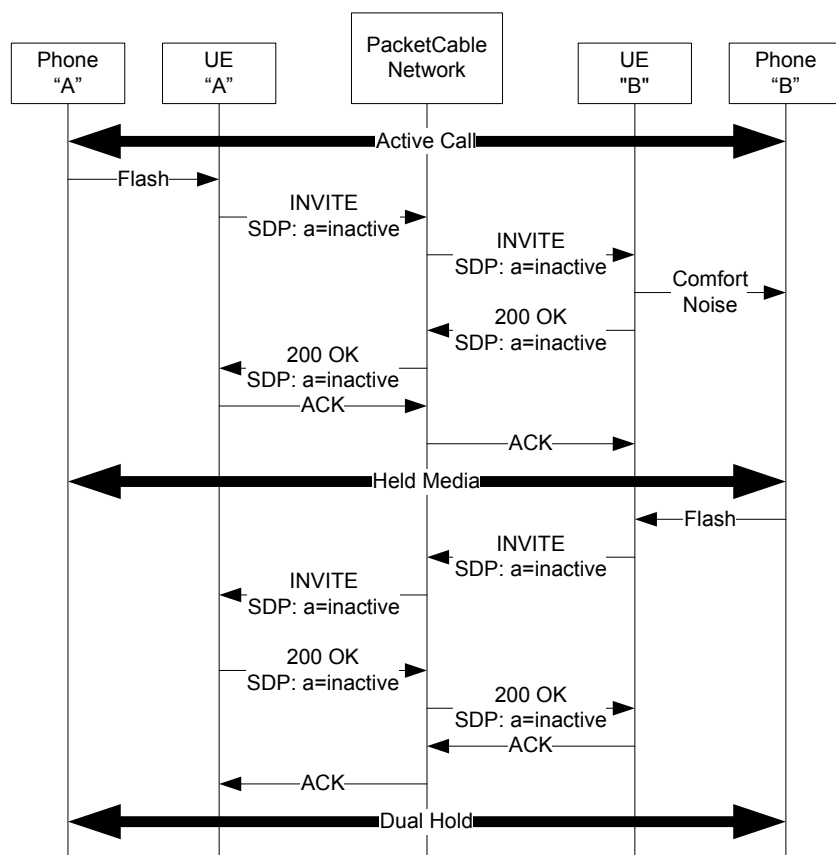 Phone
“A”
UE
“A”
PacketCable
Network
UE
"B"
Phone
“B”
Active Call
Flash
INVITE
SDP: a=inactive
INVITE
SDP: a=inactive
Comfort
Noise
200 OK
SDP: a=inactive
200 OK
SDP: a=inactive
ACK
ACK
Held Media
Flash
INVITE
SDP: a=inactive
INVITE
SDP: a=inactive
200 OK
SDP: a=inactive
200 OK
SDP: a=inactive
ACK
ACK
Dual Hold